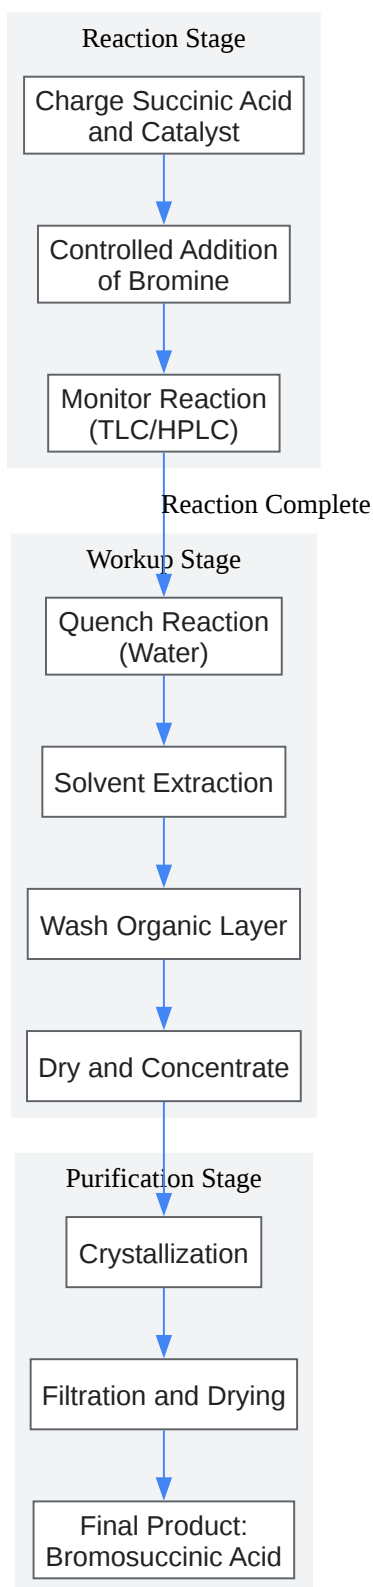 Reaction Stage
Charge Succinic Acid
and Catalyst
Controlled Addition
of Bromine
Monitor Reaction
(TLC/HPLC)
Reaction Complete
Workup Stage
Quench Reaction
(Water)
Solvent Extraction
Wash Organic Layer
Dry and Concentrate
Purification Stage
Crystallization
Filtration and Drying
Final Product:
Bromosuccinic Acid